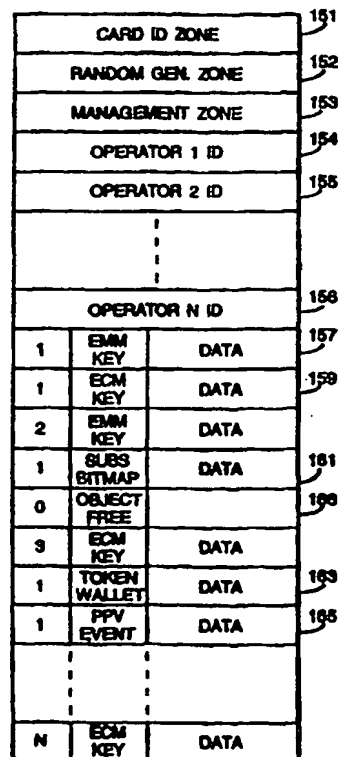 151
CARD ID ZONE
152
RANDOM GEN. ZONE
153
MANAGEMENT ZONE
154
OPERATOR 1 ID
155
OPERATOR 2 ID
156
OPERATOR N ID
157
1 EMM KEY DATA
159
1 ECM KEY DATA
2 EMM KEY DATA
161
1 SUBS BITMAP DATA
166
0 OBJECT FREE
3 ECM KEY DATA
163
1 TOKEN WALLET DATA
165
1 PPV EVENT DATA
N ECM KEY DATA